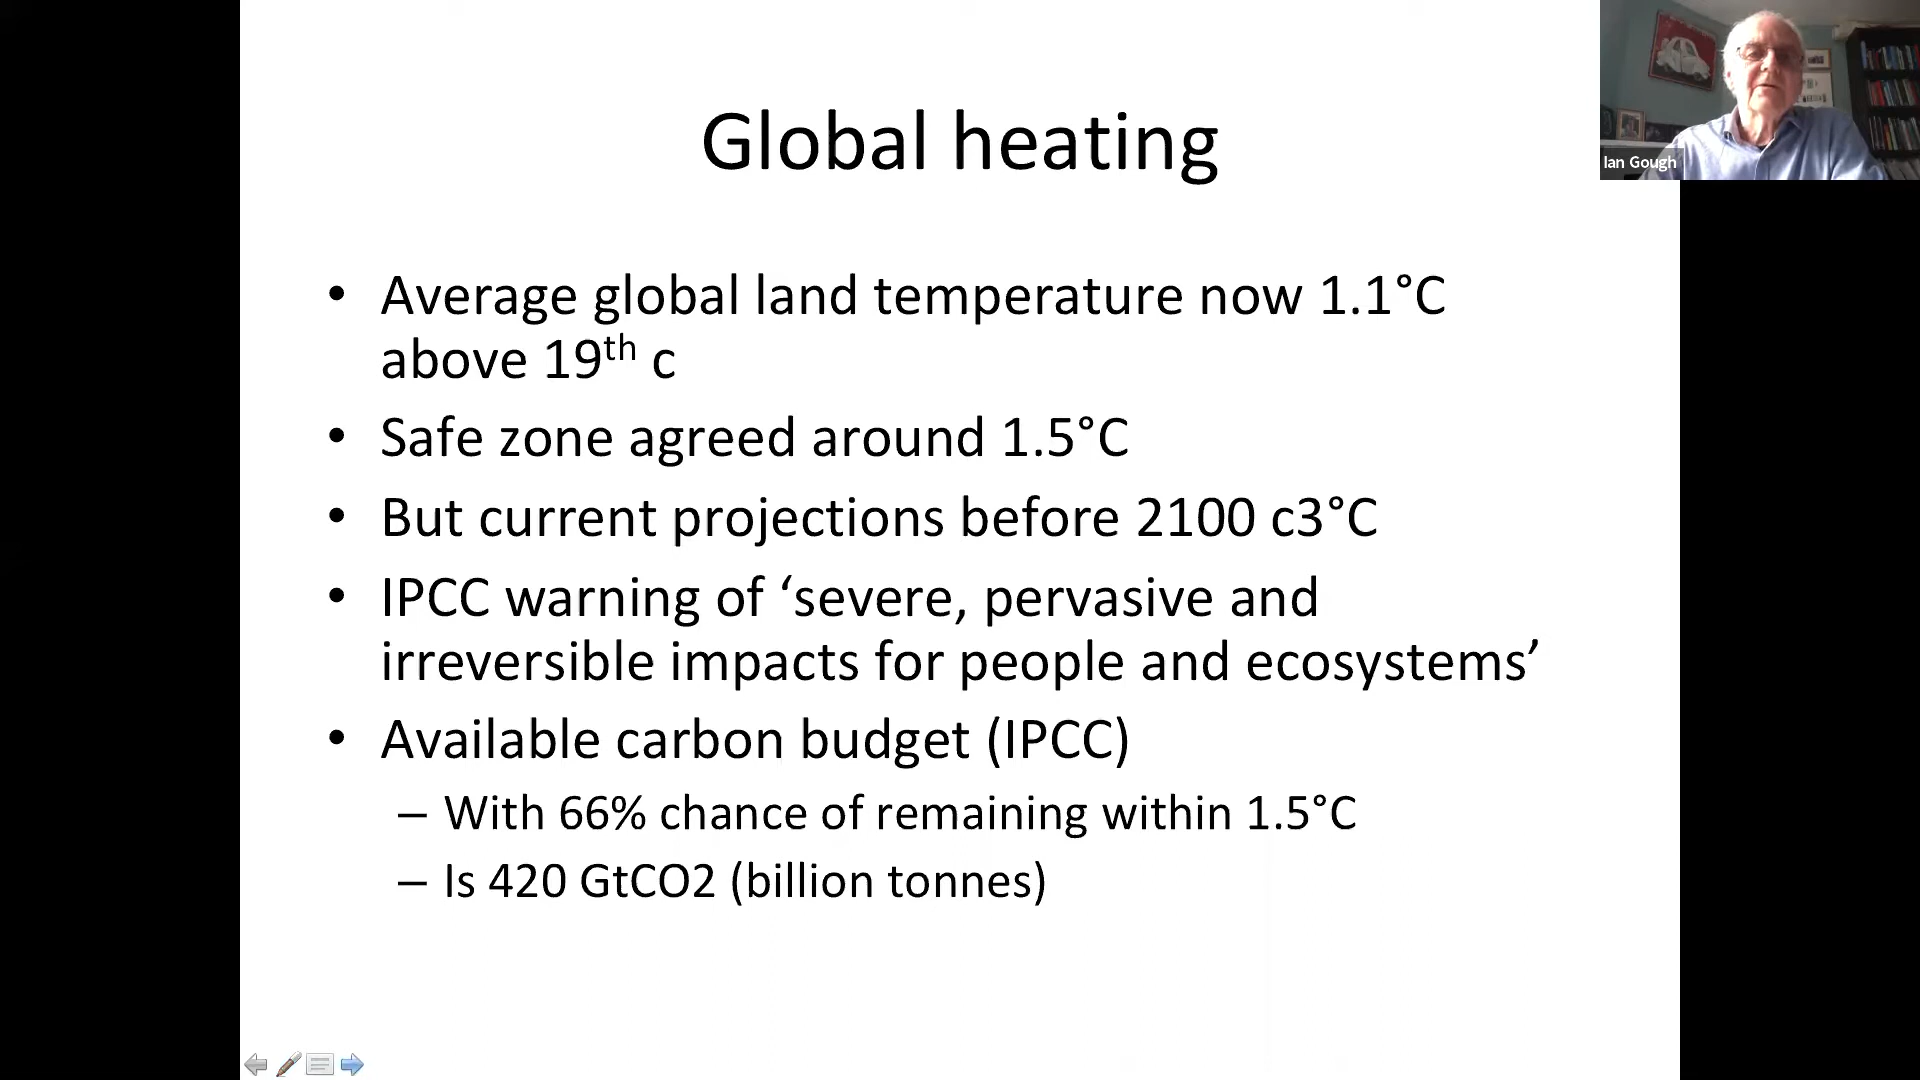 Global heating
Ian Gough
• Average global land temperature now 1.1°C
above 19th c
• Safe zone agreed around 1.5°C
• But current projections before 2100 c3°C
• IPCC warning of ‘severe, pervasive and
irreversible impacts for people and ecosystems’
• Available carbon budget (IPCC)
– With 66% chance of remaining within 1.5°C
– Is 420 GtCO2 (billion tonnes)